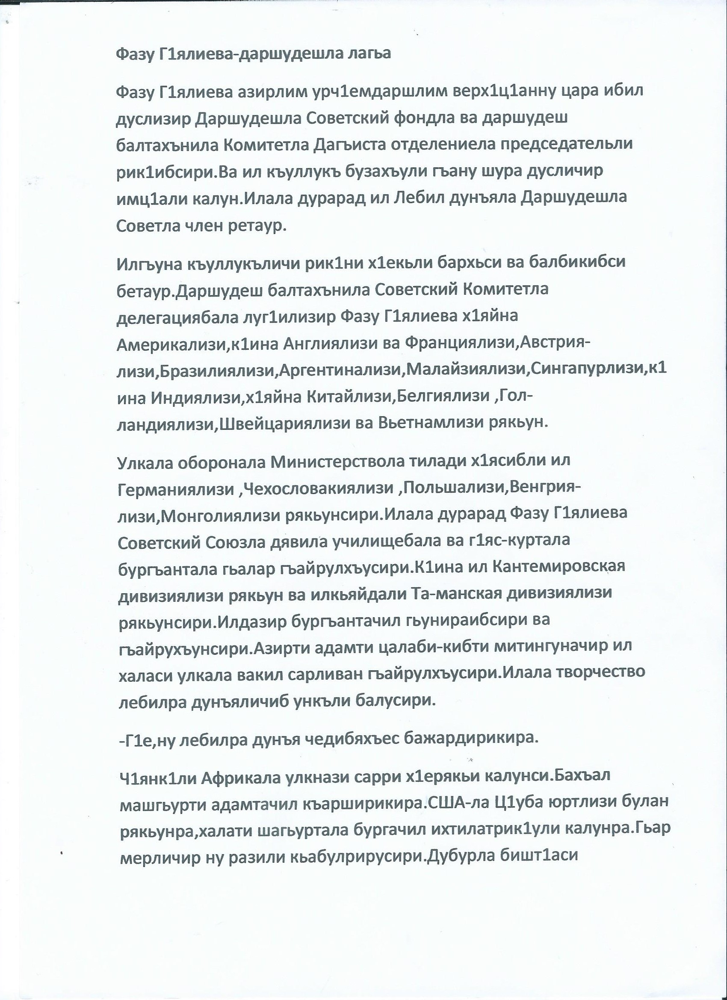 Фазу Г1ялиева-даршудешла лагьа
Фазу Г1ялиева азирлим урч1емдаршлим верх1ц1анну цара ибил
дуслизир Даршудешла Советский фондла ва даршудеш
балтахънила Комитетла Дагъиста отделениела председательли
рик1ибсири.Ва ил къуллукъ бузахъули гъану шура дусличир
имц1али калун.Илала дурарад ил Лебил дунъяла Даршудешла
Советла член ретаур.
Илгъуна къуллукъличи рик1ни х1екьли бархьси ва балбикибси
бетаур.Даршудеш балтахънила Советский Комитетла
делегациябала луг1илизир Фазу Г1ялиева х1яйна
Америкализи,к1ина Англиялизи ва Франциялизи,Австрия-
лизи,Бразилиялизи,Аргентинализи,Малайзиялизи,Сингапурлизи,к1
ина Индиялизи,х1яйна Китайлизи,Белгиялизи ,Гол-
ландиялизи,Швейцариялизи ва Вьетнамлизи рякьун.
Улкала оборонала Министерствола тилади х1ясибли ил
Германиялизи ,Чехословакиялизи ,Польшализи,Венгрия-
лизи,Монголиялизи рякьунсири.Илала дурарад Фазу Г1ялиева
Советский Союзла дявила училищебала ва г1яс-куртала
бургъантала гьалар гъайрулхъусири.К1ина ил Кантемировская
дивизиялизи рякьун ва илкьяйдали Та-манская дивизиялизи
рякьунсири.Илдазир бургъантачил гьунираибсири ва
гъайрухъунсири.Азирти адамти цалаби-кибти митингуначир ил
халаси улкала вакил сарливан гъайрулхъусири.Илала творчество
лебилра дунъяличиб ункъли балусири.
-Г1е,ну лебилра дунъя чедибяхъес бажардирикира.
Ч1янк1ли Африкала улкнази сарри х1ерякьи калунси.Бахъал
машгьурти адамтачил къарширикира.США-ла Ц1уба юртлизи булан
рякьунра,халати шагьуртала бургачил ихтилатрик1ули калунра.Гьар
мерличир ну разили кьабулрирусири.Дубурла бишт1аси